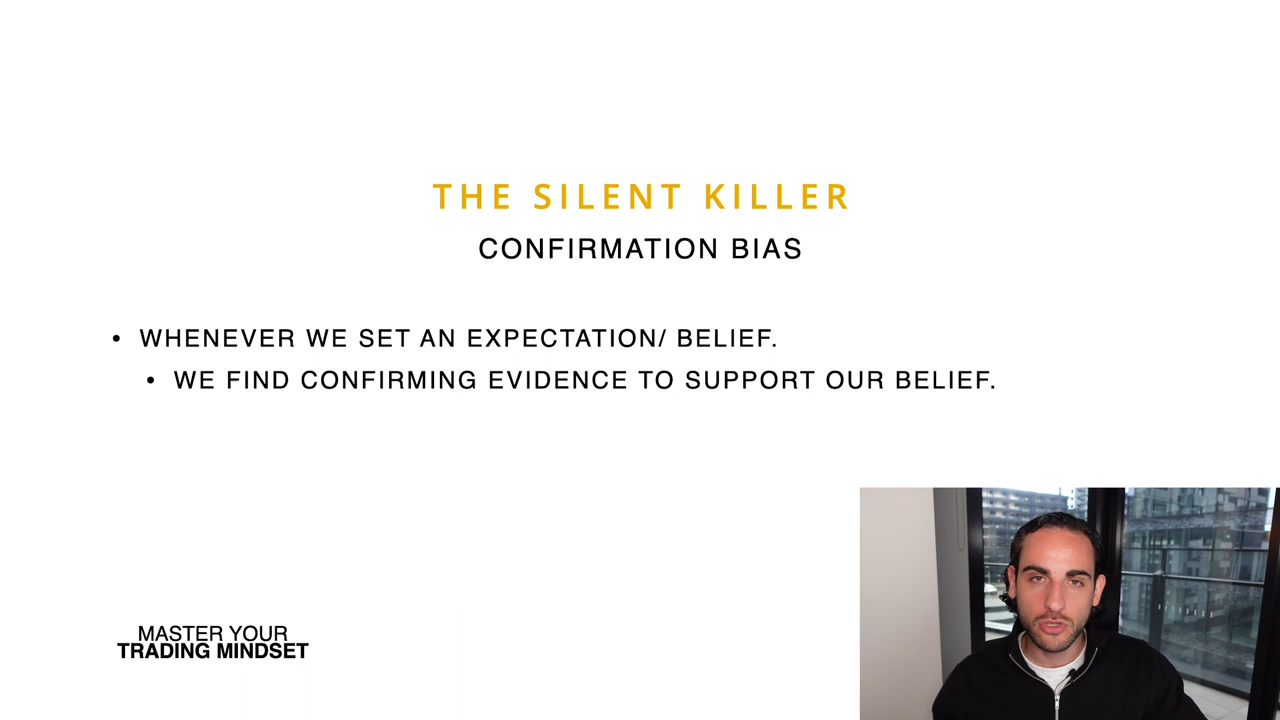 THE SILENT KILLER
CONFIRMATION BIAS
• WHENEVER WE SET AN EXPECTATION/ BELIEF.
• WE FIND CONFIRMING EVIDENCE TO SUPPORT OUR BELIEF.
MASTER YOUR
TRADING MINDSET